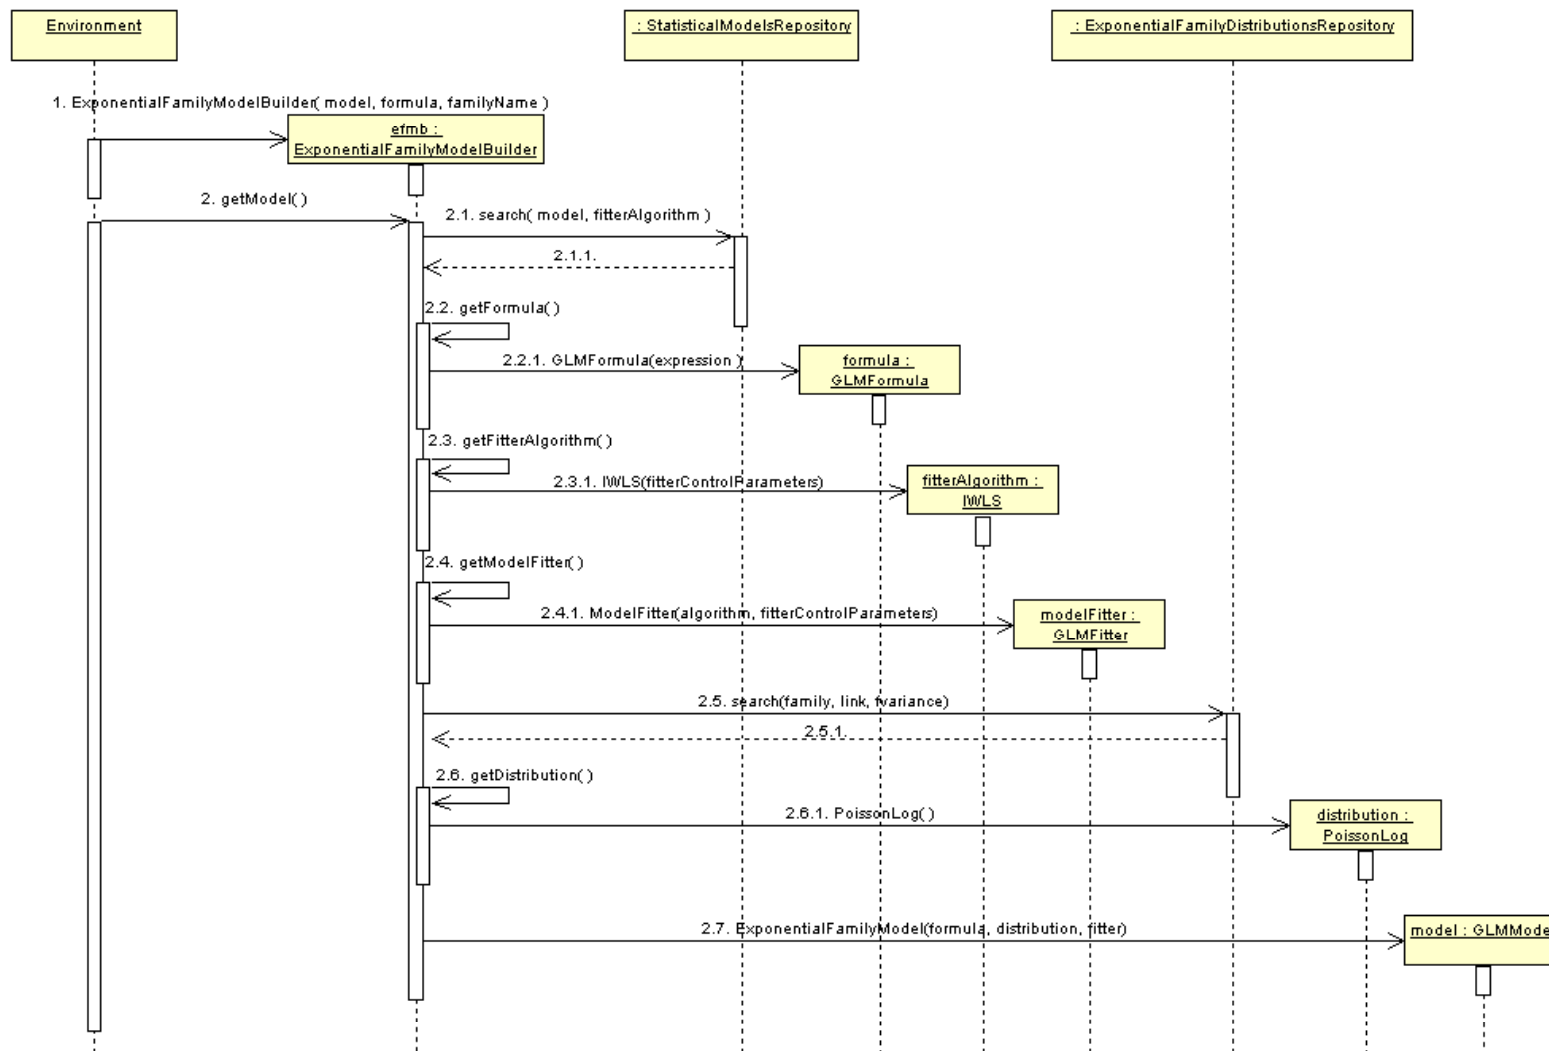 Environment
: StatisticalModelsRepository
: ExponentialFamilyDistributionsRepository
1. ExponentialFamilyModelBuilder( model, formula, familyName )
efmb :
ExponentialFamilyModelBuilder
2. getModel( )
2.1. search( model, fitterAlgorithm )
2.1.1.
2.2. getFormula( )
2.2.1. GLMFormula(expression )
formula :
GLMFormula
2.3. getFitterAlgorithm( )
2.3.1. IWLS(fitterControlParameters)
fitterAlgorithm :
IWLS
2.4. getModelFitter( )
2.4.1. ModelFitter(algorithm, fitterControlParameters)
modelFitter :
GLMFitter
2.5. search(family, link, fvariance)
2.5.1.
2.6. getDistribution( )
2.6.1. PoissonLog( )
distribution :
PoissonLog
2.7. ExponentialFamilyModel(formula, distribution, fitter)
model : GLMMode